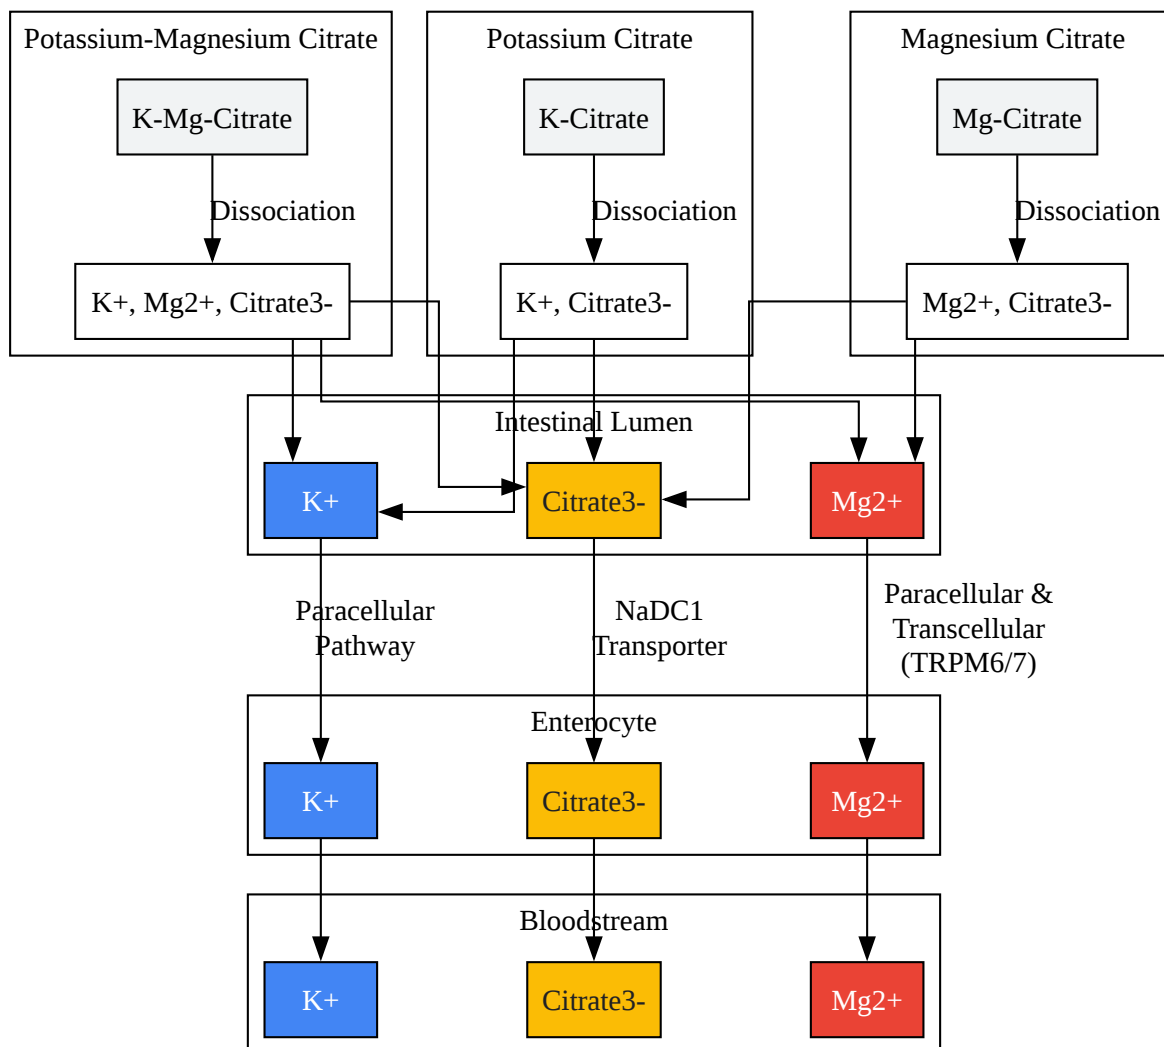 Potassium-Magnesium Citrate
Potassium Citrate
Magnesium Citrate
K-Mg-Citrate
K-Citrate
Mg-Citrate
Dissociation
Dissociation
Dissociation
K+, Mg2+, Citrate3-
K+, Citrate3-
Mg2+, Citrate3-
Intestinal Lumen
K+
Citrate3-
Mg2+
Paracellular
Pathway
NaDC1
Transporter
Paracellular &
Transcellular
(TRPM6/7)
Enterocyte
K+
Citrate3-
Mg2+
Bloodstream
K+
Citrate3-
Mg2+